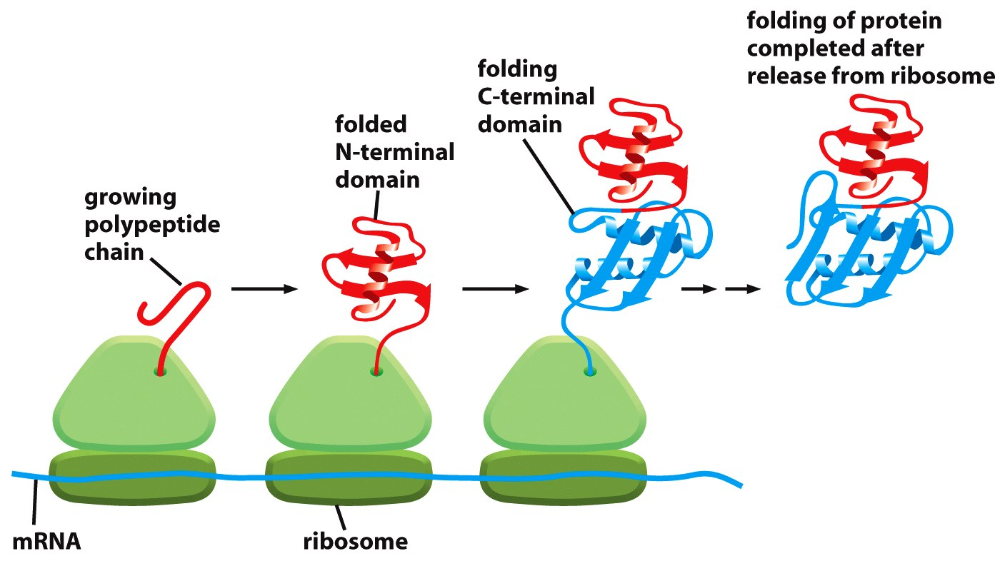 growing
polypeptide
chain
folded
N-terminal
domain
folding
C-terminal
domain
folding of protein
completed after
release from ribosome
mRNA
ribosome